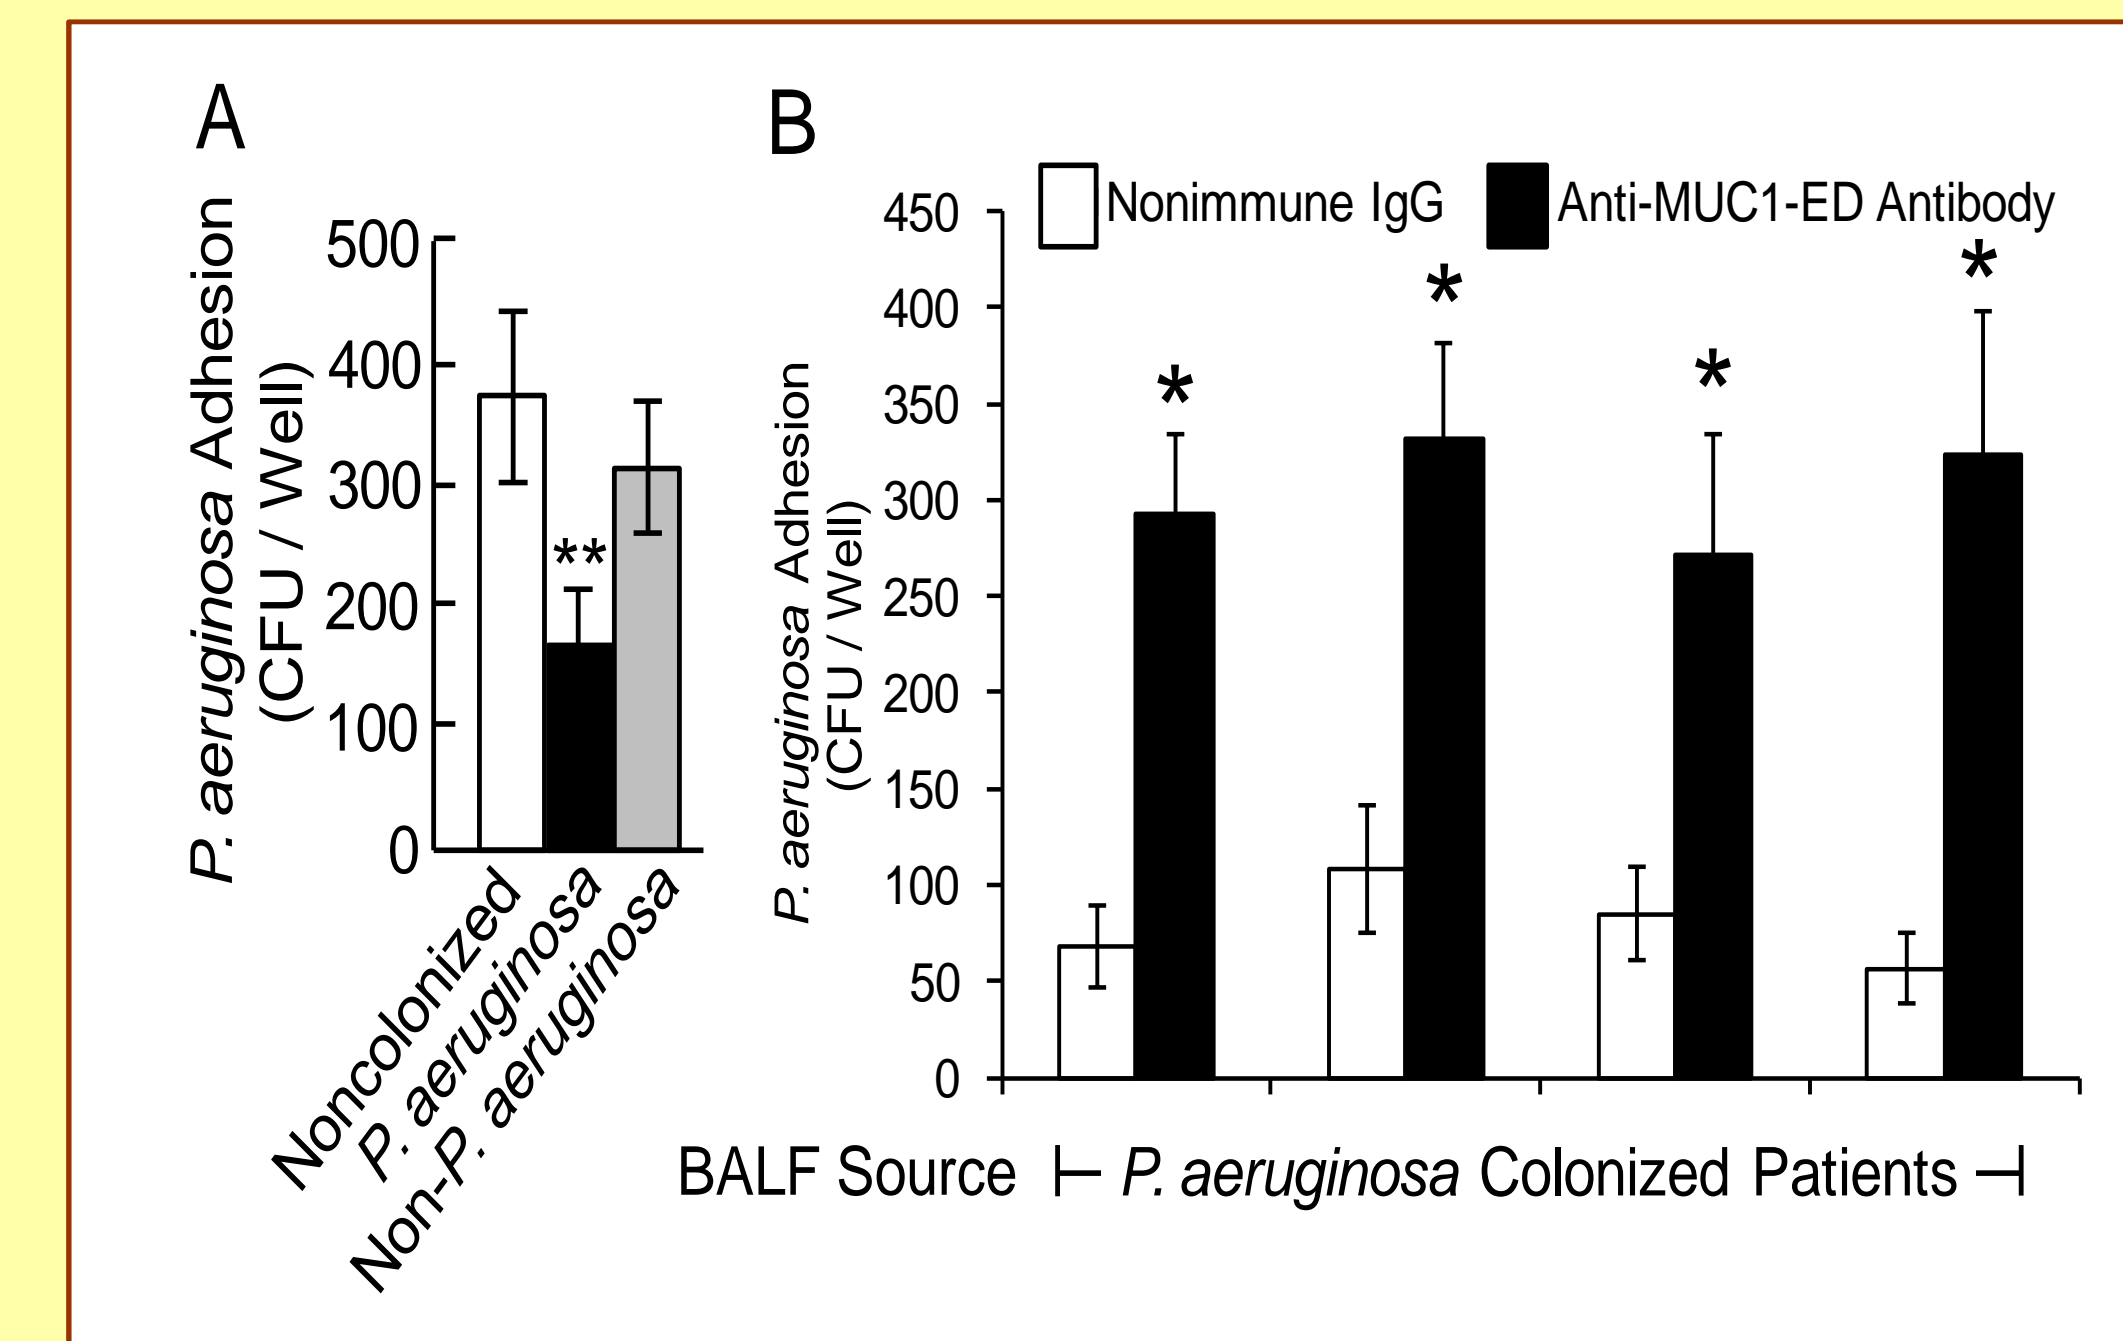 A
P. aeruginosa Adhesion
(CFU / Well)
500
400
300
200
100
0
Noncolonized
P. aeruginosa
Non-P. aeruginosa
**
B
Nonimmune IgG
Anti-MUC1-ED Antibody
P. aeruginosa Adhesion
(CFU / Well)
450
400
350
300
250
200
150
100
50
0
*
*
*
*
BALF Source ⊢ P. aeruginosa Colonized Patients ⊣